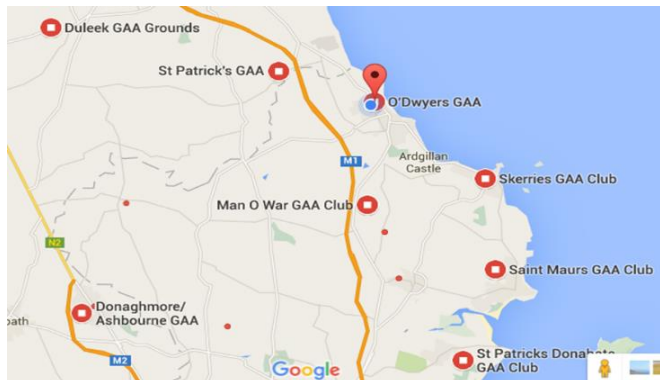 Duleek GAA Grounds
St Patrick's GAA
O'Dwyers GAA
M1
Ardgillan
Castle
Skerries GAA Club
Man O War GAA Club
N2
Saint Maurs GAA Club
Donaghmore/
Ashbourne GAA
path
M2
Google
St Patricks Donabate
GAA Club